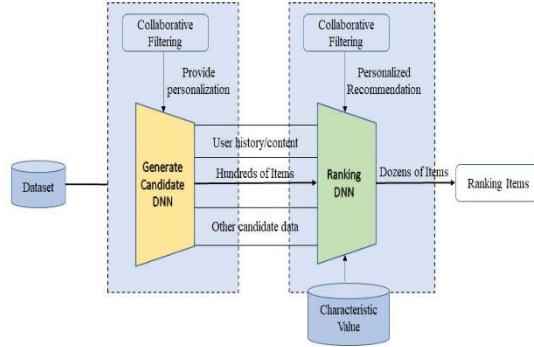 Collaborative
Filtering
Collaborative
Filtering
Provide
personalization
Personalized
Recommendation
User history/content
Dataset
Generate
Candidate
DNN
Hundreds of Items
Ranking
DNN
Dozens of Items
Ranking Items
Other candidate data
Characteristic
Value